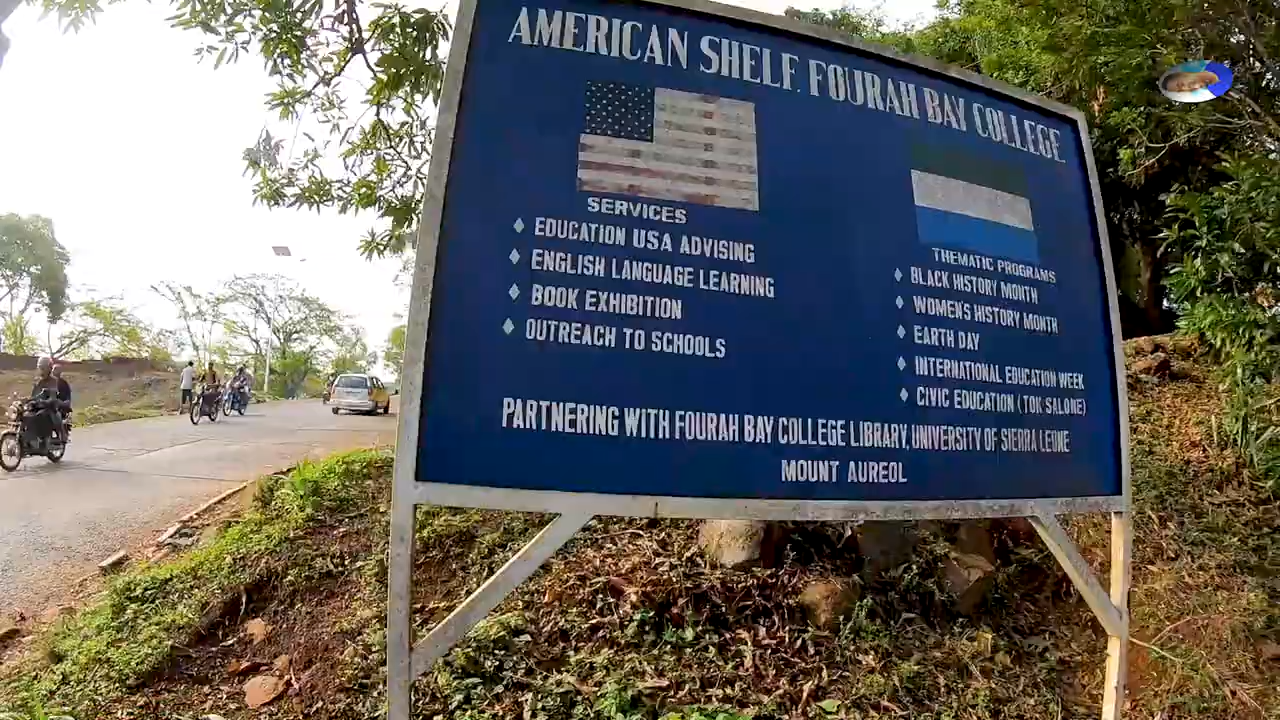 AMERICAN SHELF FOURAH BAY COLLEGE
SERVICES
EDUCATION USA ADVISING
ENGLISH LANGUAGE LEARNING
BOOK EXHIBITION
OUTREACH TO SCHOOLS
THEMATIC PROGRAMS
BLACK HISTORY MONTH
WOMEN'S HISTORY MONTH
EARTH DAY
INTERNATIONAL EDUCATION WEEK
CIVIC EDUCATION (TOK SALONE)
PARTNERING WITH FOURAH BAY COLLEGE LIBRARY, UNIVERSITY OF SIERRA LEONE
MOUNT AUREOL